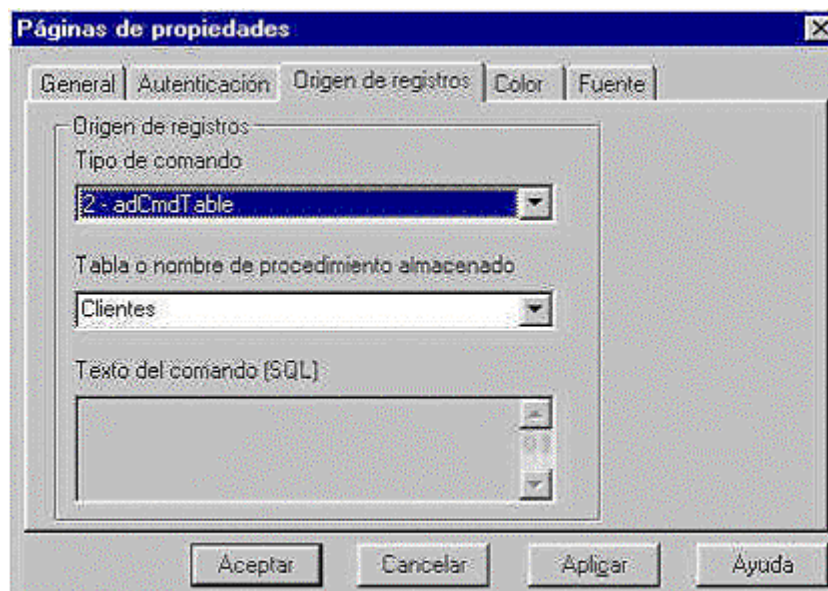 Páginas de propiedades
General Autenticación Origen de registros Color Fuente
Origen de registros
Tipo de comando
2 - adCmdTable
Tabla o nombre de procedimiento almacenado
Clientes
Texto del comando (SQL)
Aceptar Cancelar Aplicar Ayuda